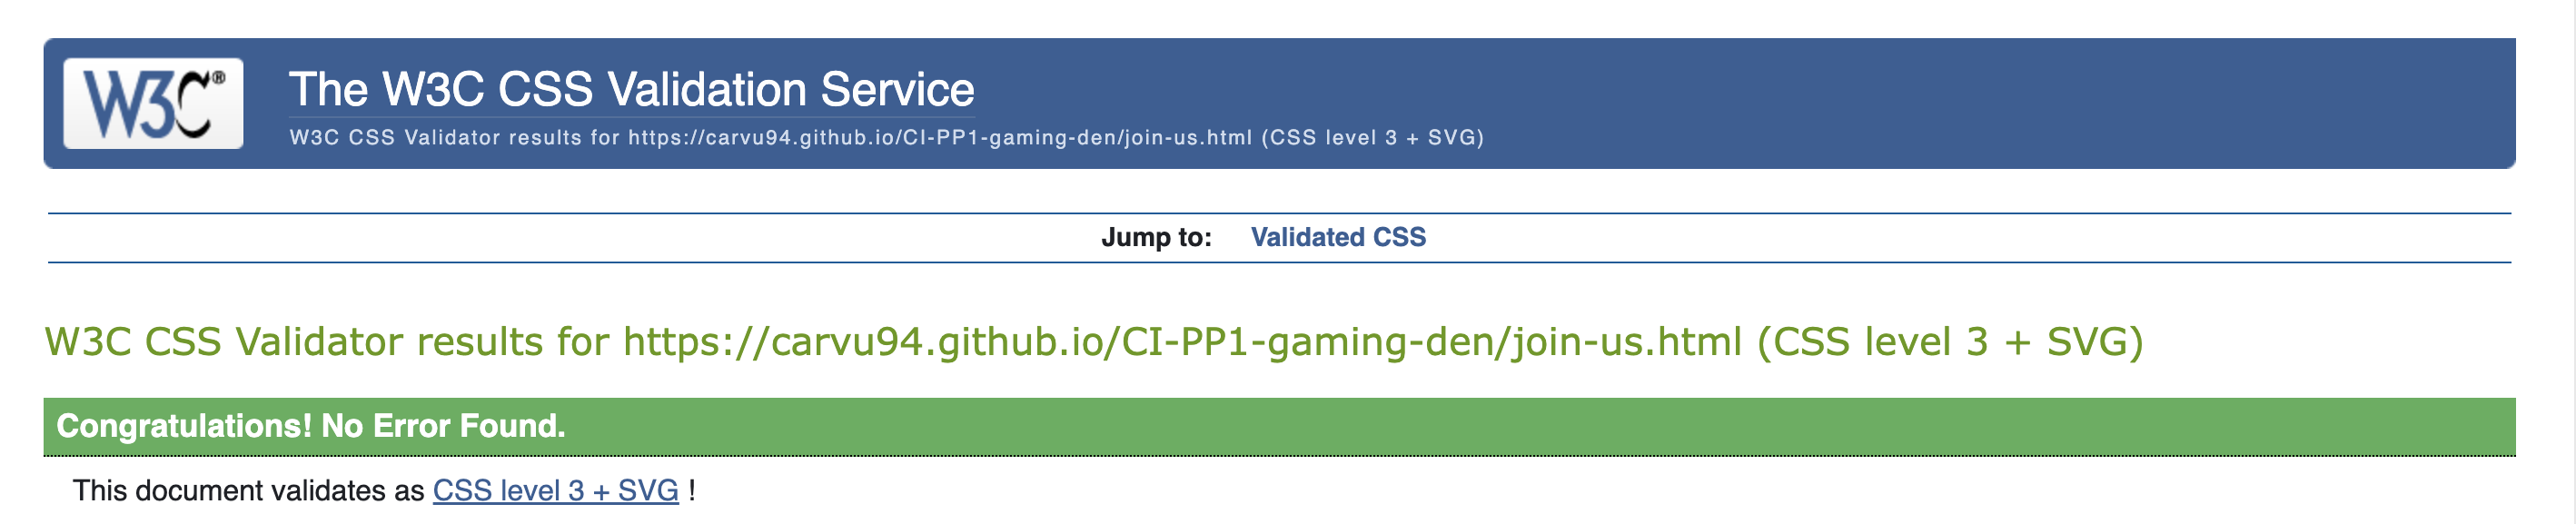 W3C®
The W3C CSS Validation Service
W3C CSS Validator results for https://carvu94.github.io/CI-PP1-gaming-den/join-us.html (CSS level 3 + SVG)
Jump to: Validated CSS
W3C CSS Validator results for https://carvu94.github.io/CI-PP1-gaming-den/join-us.html (CSS level 3 + SVG)
Congratulations! No Error Found.
This document validates as CSS level 3 + SVG !